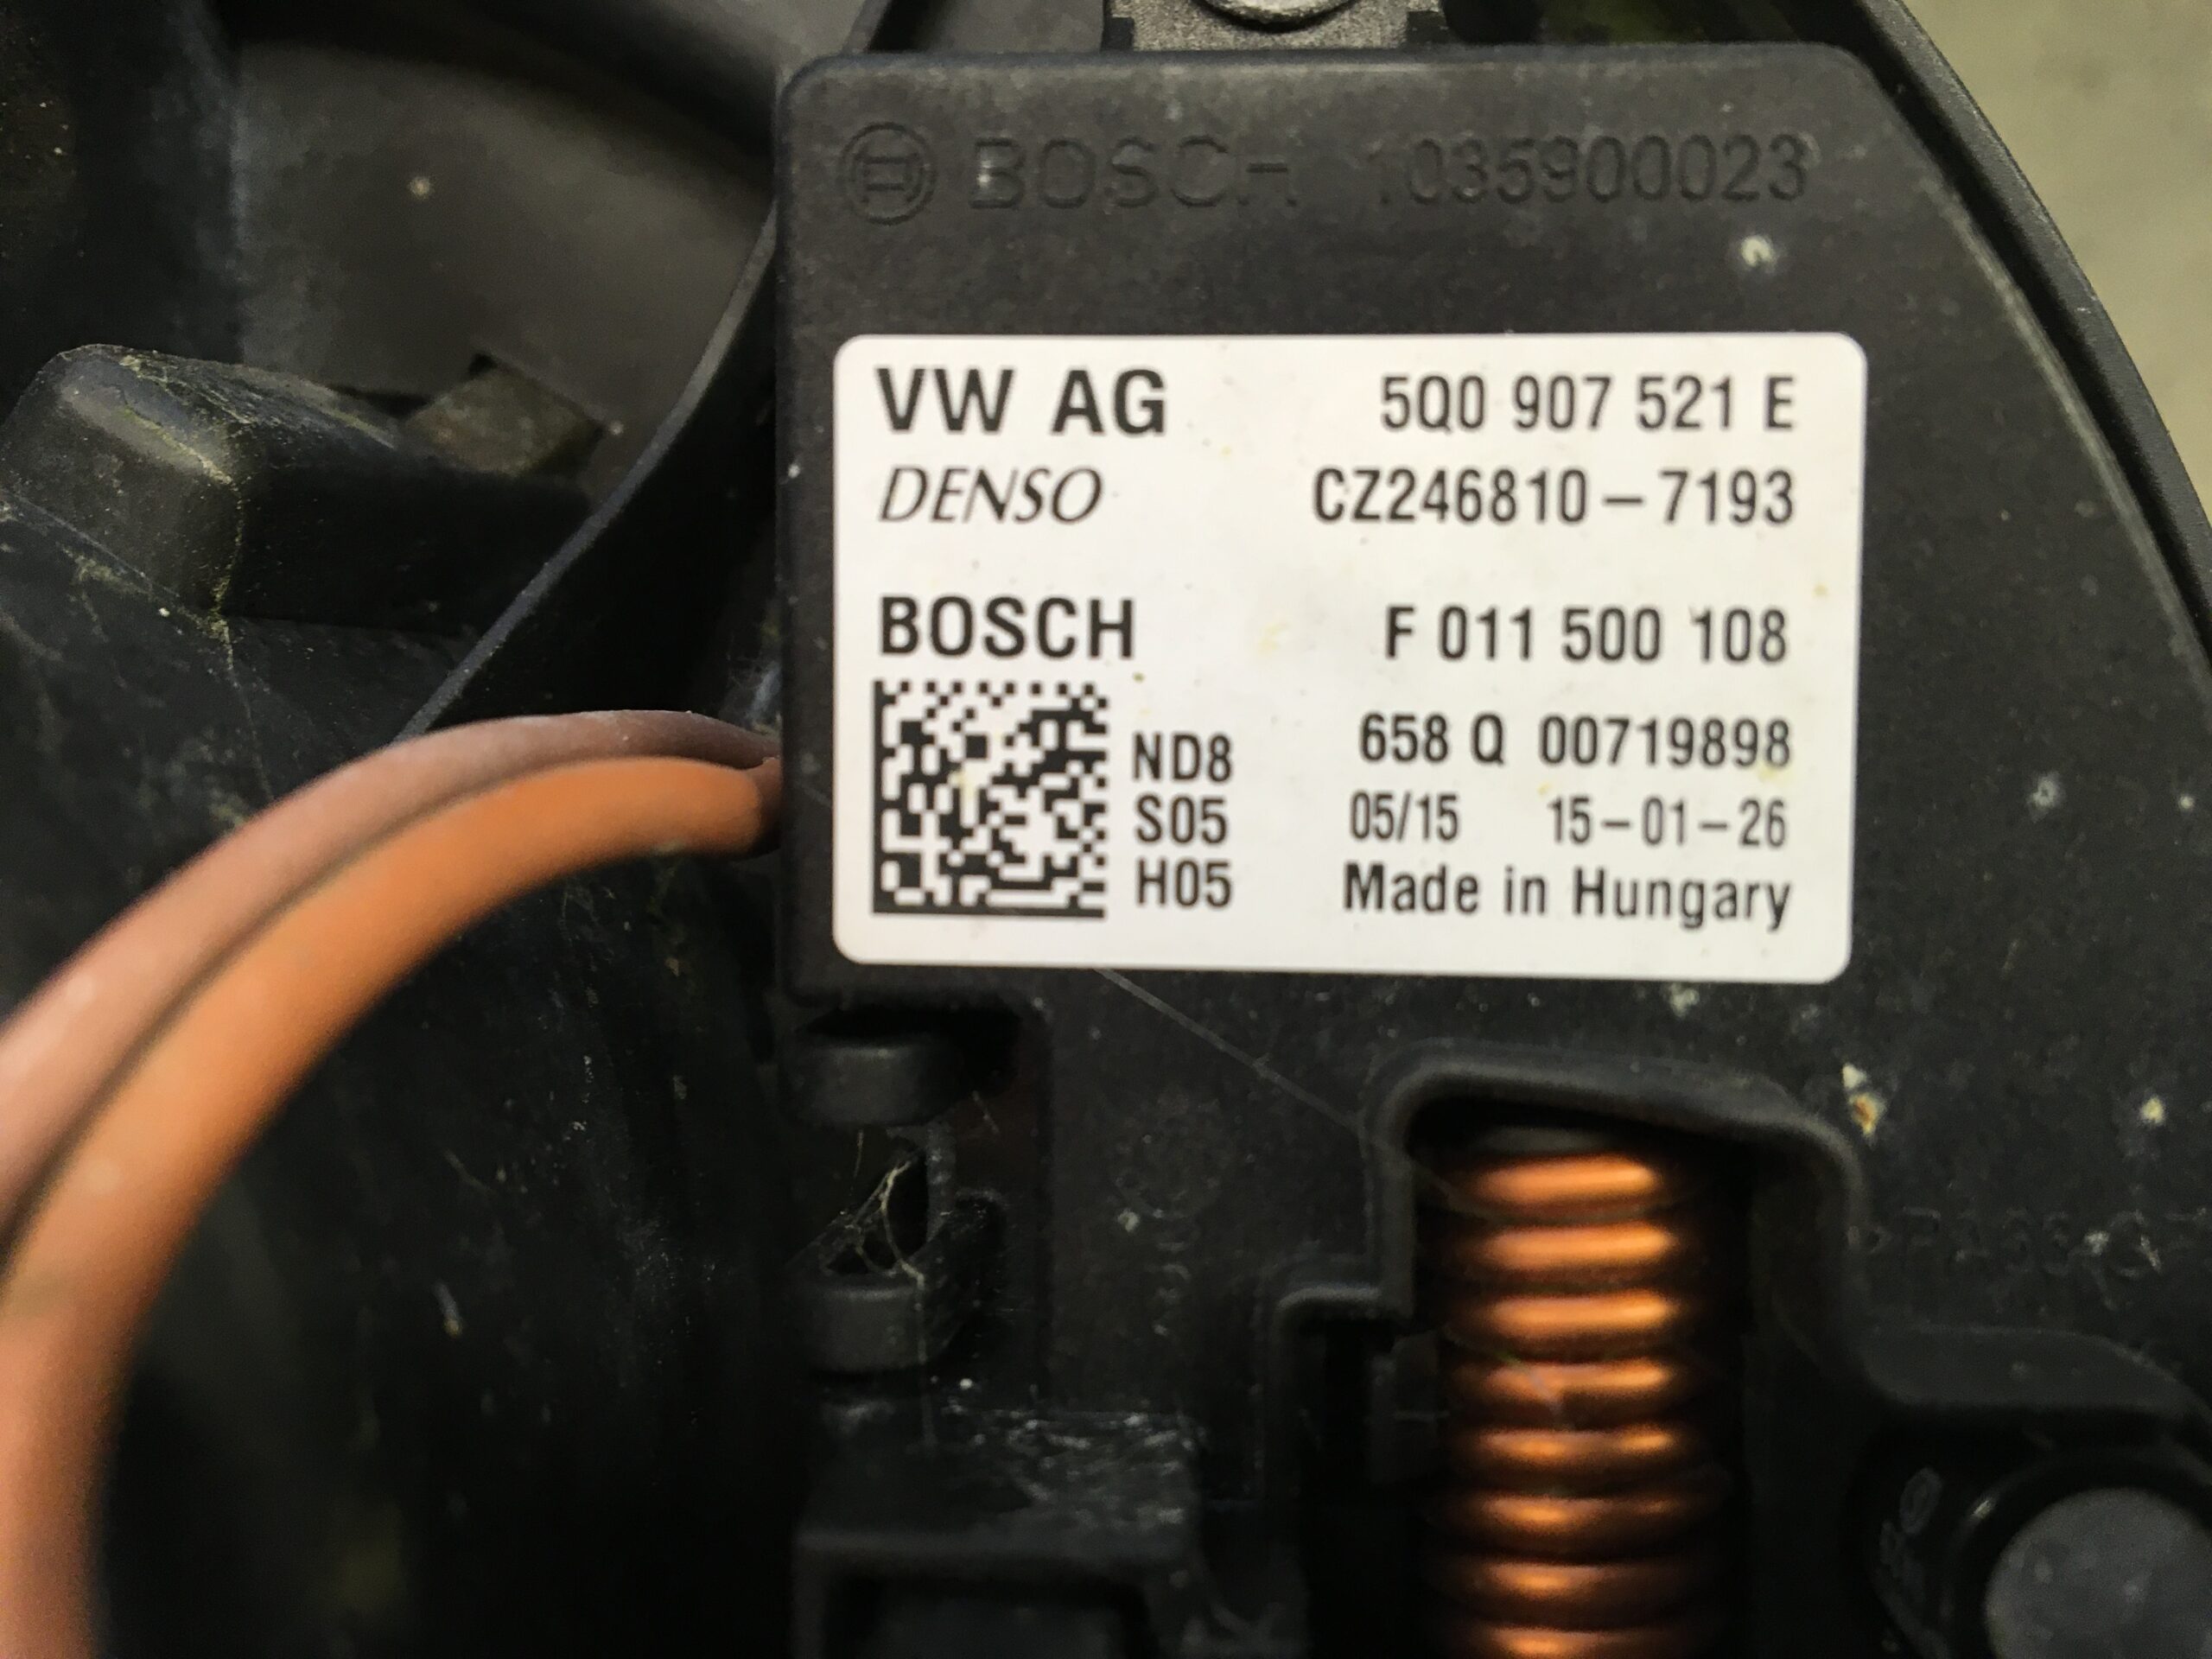 BOSCH 1035900023
VW AG 5Q0 907 521 E
DENSO CZ246810-7193
BOSCH F 011 500 108
ND8 658 Q 00719898
S05 05/15 15-01-26
H05 Made in Hungary